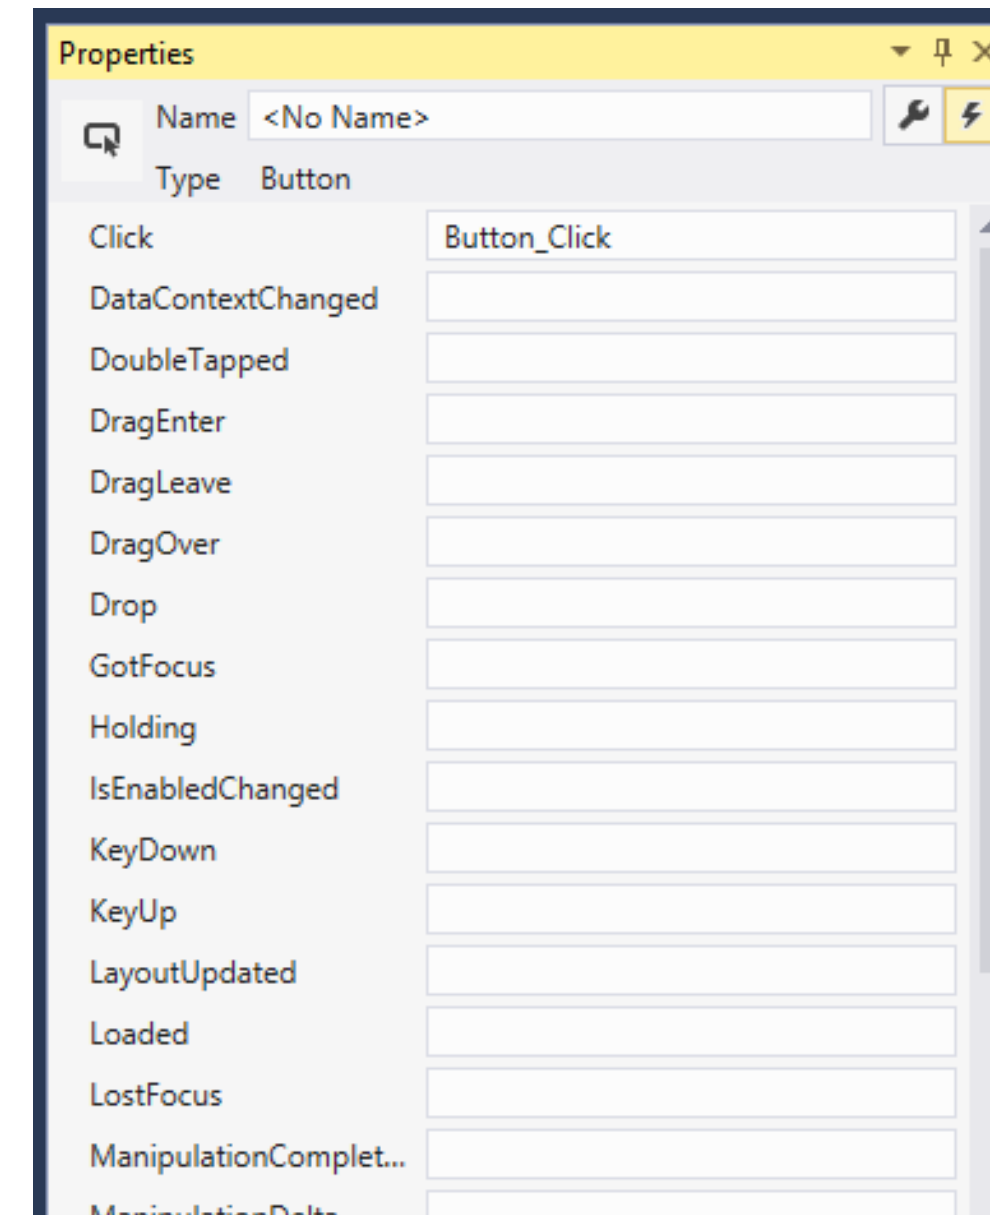 Properties
Name <No Name>
Type Button
Click Button_Click
DataContextChanged
DoubleTapped
DragEnter
DragLeave
DragOver
Drop
GotFocus
Holding
IsEnabledChanged
KeyDown
KeyUp
LayoutUpdated
Loaded
LostFocus
ManipulationComplet...